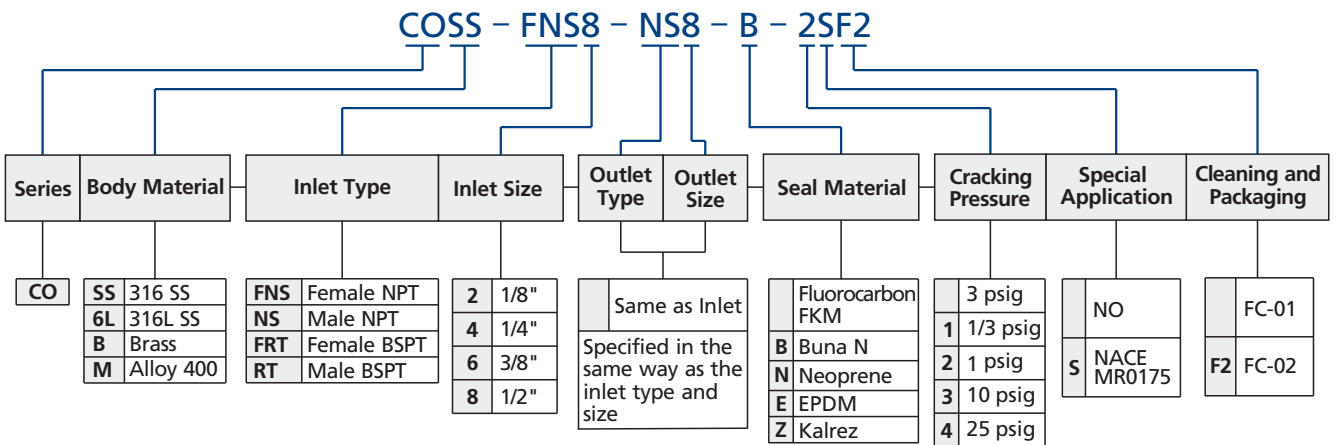 COSS – FNS8 – NS8 – B – 2SF2
Series
Body Material
Inlet Type
Inlet Size
Outlet
Type
Outlet
Size
Seal Material
Cracking
Pressure
Special
Application
Cleaning and
Packaging
CO
SS 316 SS
6L 316L SS
B Brass
M Alloy 400
FNS Female NPT
NS Male NPT
FRT Female BSPT
RT Male BSPT
2 1/8"
4 1/4"
6 3/8"
8 1/2"
Same as Inlet
Specified in the
same way as the
inlet type and
size
Fluorocarbon
FKM
B Buna N
N Neoprene
E EPDM
Z Kalrez
3 psig
1 1/3 psig
2 1 psig
3 10 psig
4 25 psig
NO
S NACE
MR0175
FC-01
F2 FC-02